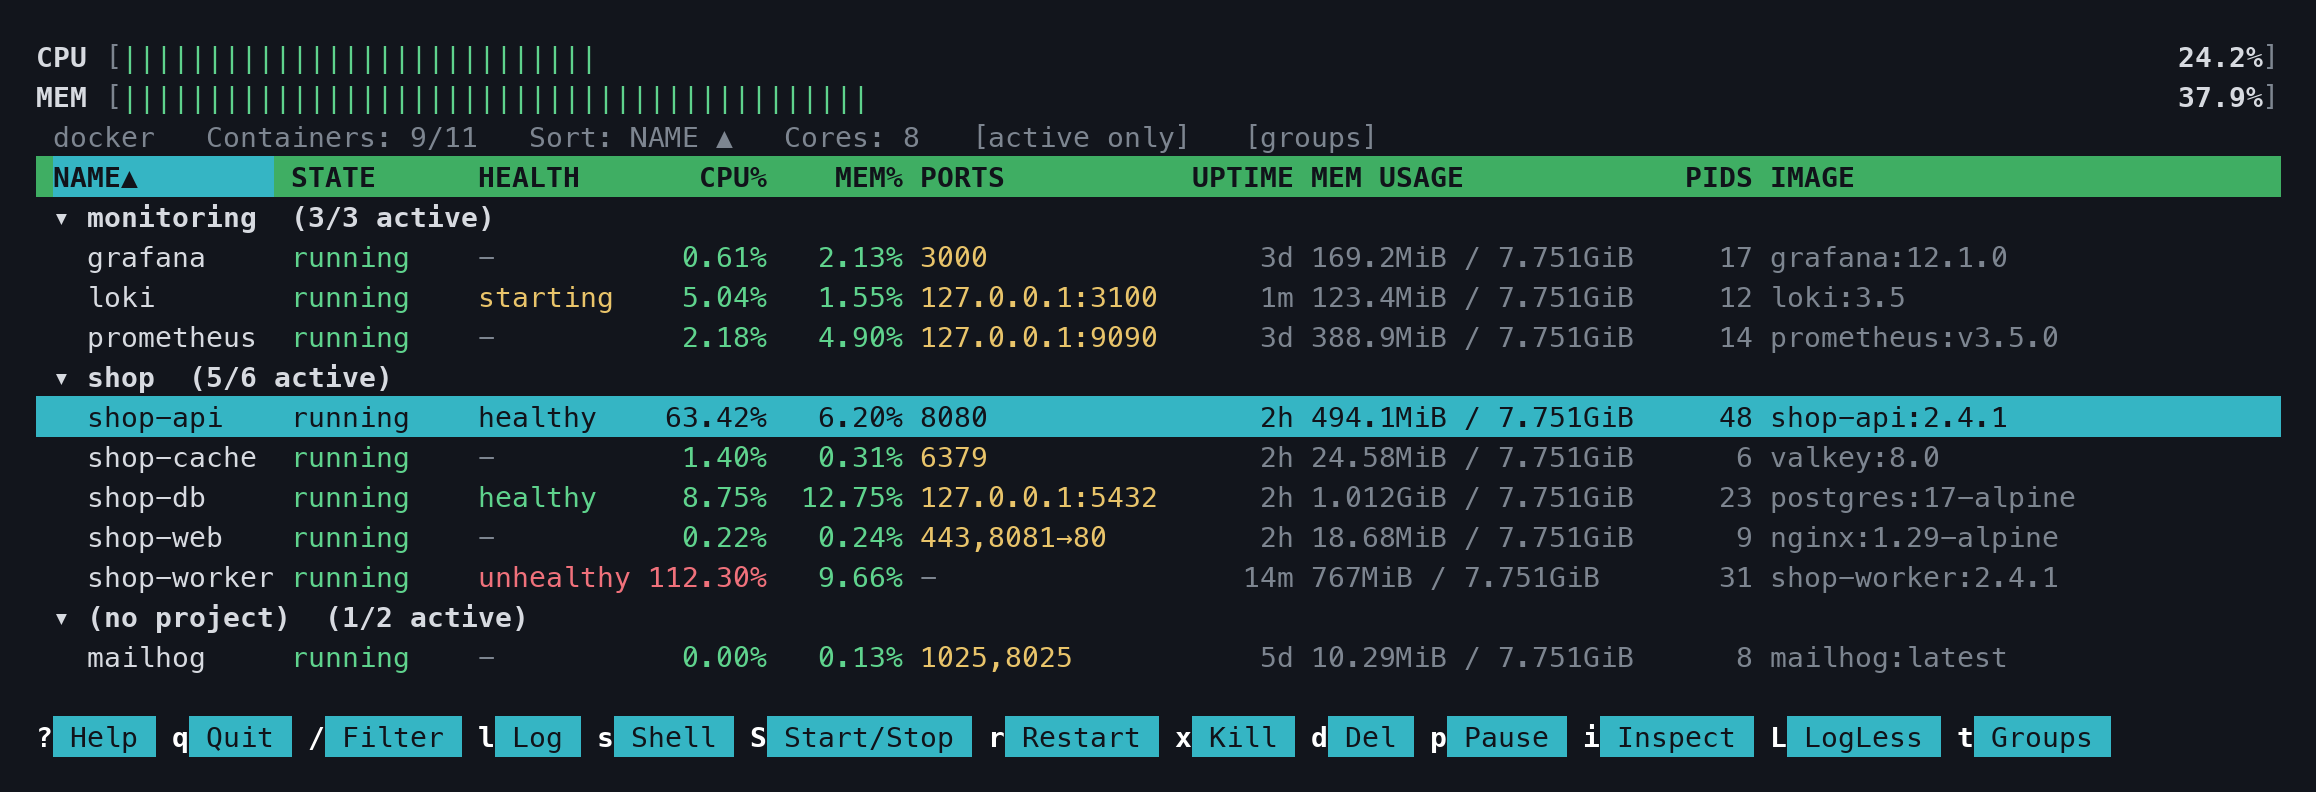 CPU [|||||||||||||||||||||||||||| 24.2%]
MEM [|||||||||||||||||||||||||||||||||||||||||||| 37.9%]
docker Containers: 9/11 Sort: NAME ▲ Cores: 8 [active only] [groups]
NAME▲ STATE HEALTH CPU% MEM% PORTS UPTIME MEM USAGE PIDS IMAGE
▾ monitoring (3/3 active)
grafana running − 0.61% 2.13% 3000 3d 169.2MiB / 7.751GiB 17 grafana:12.1.0
loki running starting 5.04% 1.55% 127.0.0.1:3100 1m 123.4MiB / 7.751GiB 12 loki:3.5
prometheus running − 2.18% 4.90% 127.0.0.1:9090 3d 388.9MiB / 7.751GiB 14 prometheus:v3.5.0
▾ shop (5/6 active)
shop−api running healthy 63.42% 6.20% 8080 2h 494.1MiB / 7.751GiB 48 shop−api:2.4.1
shop−cache running − 1.40% 0.31% 6379 2h 24.58MiB / 7.751GiB 6 valkey:8.0
shop−db running healthy 8.75% 12.75% 127.0.0.1:5432 2h 1.012GiB / 7.751GiB 23 postgres:17−alpine
shop−web running − 0.22% 0.24% 443,8081→80 2h 18.68MiB / 7.751GiB 9 nginx:1.29−alpine
shop−worker running unhealthy 112.30% 9.66% − 14m 767MiB / 7.751GiB 31 shop−worker:2.4.1
▾ (no project) (1/2 active)
mailhog running − 0.00% 0.13% 1025,8025 5d 10.29MiB / 7.751GiB 8 mailhog:latest
? Help q Quit / Filter l Log s Shell S Start/Stop r Restart x Kill d Del p Pause i Inspect L LogLess t Groups